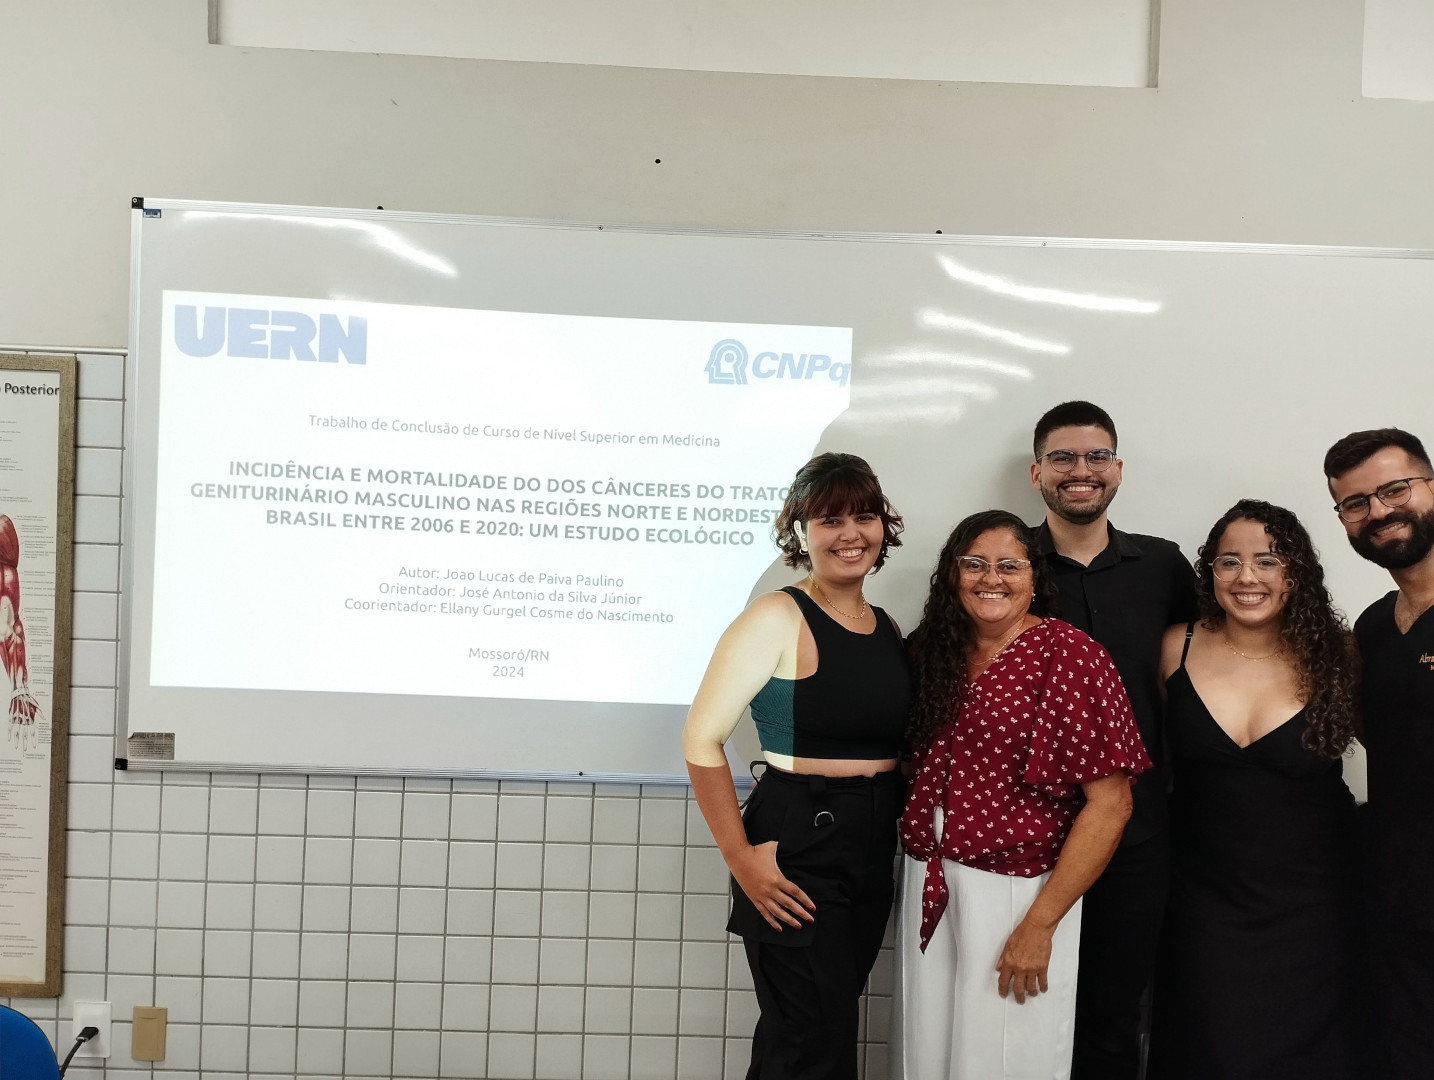 UERN
CNPq
Trabalho de Conclusão de Curso de Nível Superior em Medicina
INCIDÊNCIA E MORTALIDADE DO DOS CÂNCERES DO TRATO
GENITURINÁRIO MASCULINO NAS REGIÕES NORTE E NORDEST
BRASIL ENTRE 2006 E 2020: UM ESTUDO ECOLÓGICO
Autor: Joao Lucas de Paiva Paulino
Orientador: José Antonio da Silva Júnior
Coorientador: Ellany Gurgel Cosme do Nascimento
Mossoró/RN
2024
Posterior